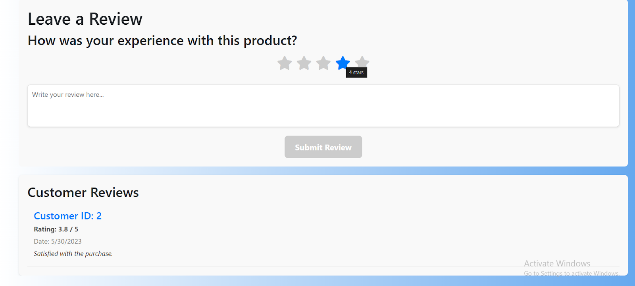 Leave a Review
How was your experience with this product?
4 stars
Write your review here...
Submit Review
Customer Reviews
Customer ID: 2
Rating: 3.8 / 5
Date: 5/30/2023
Satisfied with the purchase.
Activate Windows
Go to Settings to activate Windows.